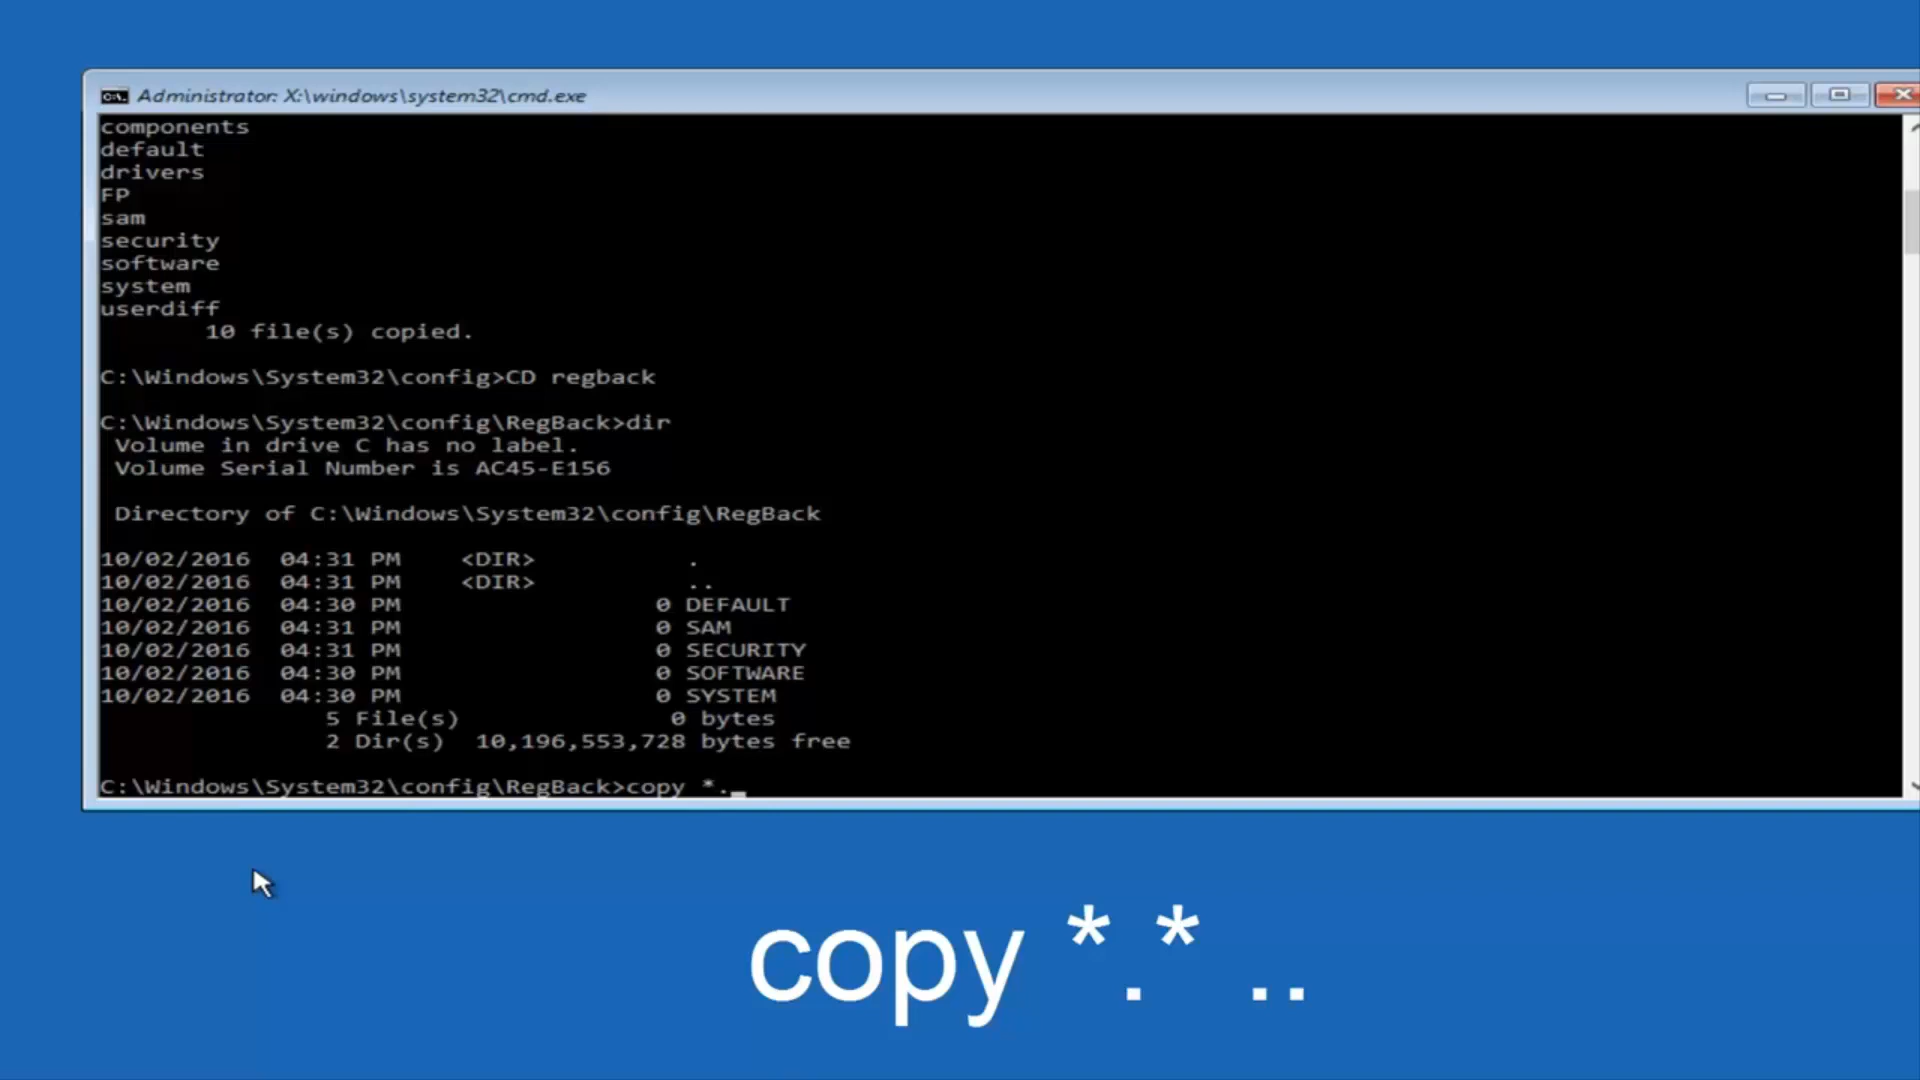 Administrator: X:\windows\system32\cmd.exe
components
default
drivers
FP
sam
security
software
system
userdiff
       10 file(s) copied.
C:\Windows\System32\config>CD regback
C:\Windows\System32\config\RegBack>dir
 Volume in drive C has no label.
 Volume Serial Number is AC45-E156
 Directory of C:\Windows\System32\config\RegBack
10/02/2016  04:31 PM    <DIR>          .
10/02/2016  04:31 PM    <DIR>          ..
10/02/2016  04:30 PM                 0 DEFAULT
10/02/2016  04:31 PM                 0 SAM
10/02/2016  04:31 PM                 0 SECURITY
10/02/2016  04:30 PM                 0 SOFTWARE
10/02/2016  04:30 PM                 0 SYSTEM
               5 File(s)              0 bytes
               2 Dir(s)  10,196,553,728 bytes free
C:\Windows\System32\config\RegBack>copy *._
copy *.* ..